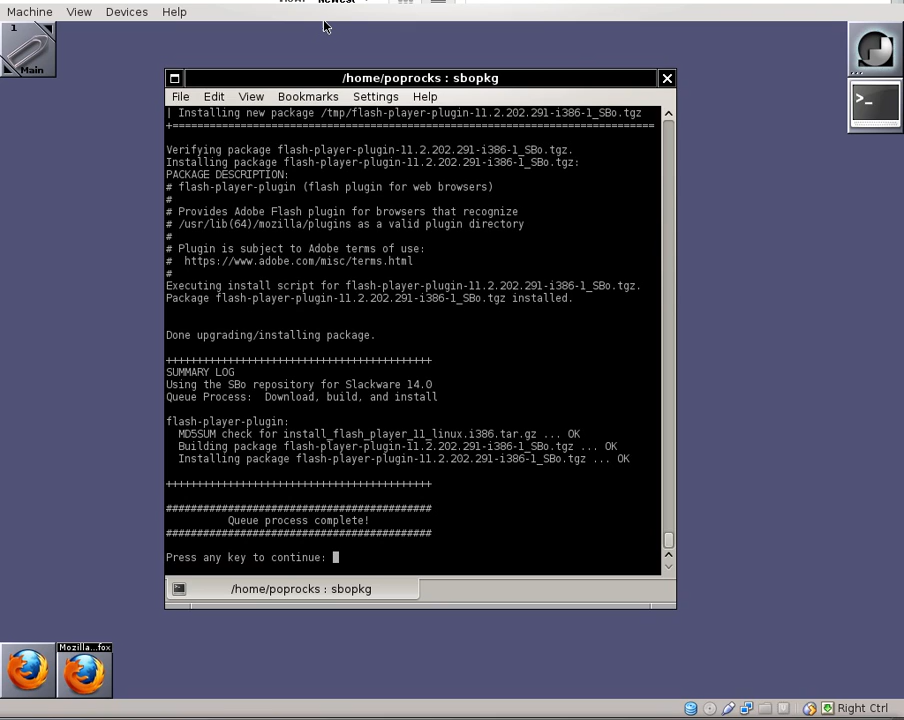 Machine View Devices Help
newest
1
Main
/home/poprocks : sbopkg
File Edit View Bookmarks Settings Help
| Installing new package /tmp/flash-player-plugin-11.2.202.291-i386-1_SBo.tgz
+==============================================================================
Verifying package flash-player-plugin-11.2.202.291-i386-1_SBo.tgz.
Installing package flash-player-plugin-11.2.202.291-i386-1_SBo.tgz:
PACKAGE DESCRIPTION:
# flash-player-plugin (flash plugin for web browsers)
#
# Provides Adobe Flash plugin for browsers that recognize
# /usr/lib(64)/mozilla/plugins as a valid plugin directory
#
# Plugin is subject to Adobe terms of use:
#  https://www.adobe.com/misc/terms.html
#
Executing install script for flash-player-plugin-11.2.202.291-i386-1_SBo.tgz.
Package flash-player-plugin-11.2.202.291-i386-1_SBo.tgz installed.
Done upgrading/installing package.
+++++++++++++++++++++++++++++++++++++++++++
SUMMARY LOG
Using the SBo repository for Slackware 14.0
Queue Process:  Download, build, and install
flash-player-plugin:
  MD5SUM check for install_flash_player_11_linux.i386.tar.gz ... OK
  Building package flash-player-plugin-11.2.202.291-i386-1_SBo.tgz ... OK
  Installing package flash-player-plugin-11.2.202.291-i386-1_SBo.tgz ... OK
+++++++++++++++++++++++++++++++++++++++++++
###########################################
Queue process complete!
###########################################
Press any key to continue:
/home/poprocks : sbopkg
Mozilla...fox
Right Ctrl